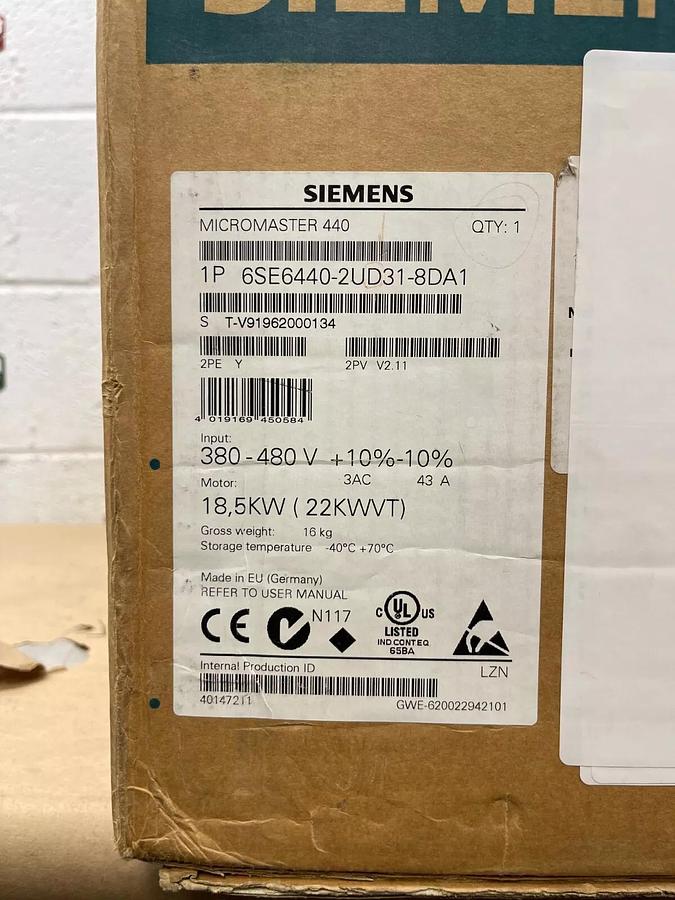 SIEMENS
SIEMENS
MICROMASTER 440 QTY: 1
1P 6SE6440-2UD31-8DA1
S T-V91962000134
2PE Y 2PV V2.11
4 019169 450584
Input:
380-480 V +10%-10%
3AC 43 A
Motor:
18,5KW ( 22KWVT)
Gross weight: 16 kg
Storage temperature -40°C +70°C
Made in EU (Germany)
REFER TO USER MANUAL
CE N117 C UL US
LISTED
IND CONT EQ
65BA
Internal Production ID LZN
40147211 GWE-620022942101